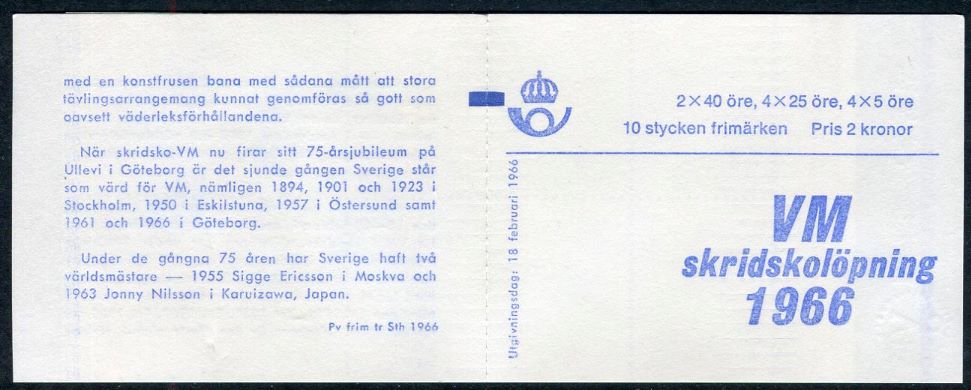 med en konstfrusen bana med sådana mått att stora
tävlingsarrangemang kunnat genomföras så gott som
oavsett väderleksförhållandena.
När skridsko-VM nu firar sitt 75-årsjubileum på
Ullevi i Göteborg är det sjunde gången Sverige står
som värd för VM, nämligen 1894, 1901 och 1923 i
Stockholm, 1950 i Eskilstuna, 1957 i Östersund samt
1961 och 1966 i Göteborg.
Under de gångna 75 åren har Sverige haft två
världsmästare — 1955 Sigge Ericsson i Moskva och
1963 Jonny Nilsson i Karuizawa, Japan.
Pv frim tr Sth 1966
Utgivningsdag: 18 februari 1966
2×40 öre, 4×25 öre, 4×5 öre
10 stycken frimärken Pris 2 kronor
VM
skridskolöpning
1966